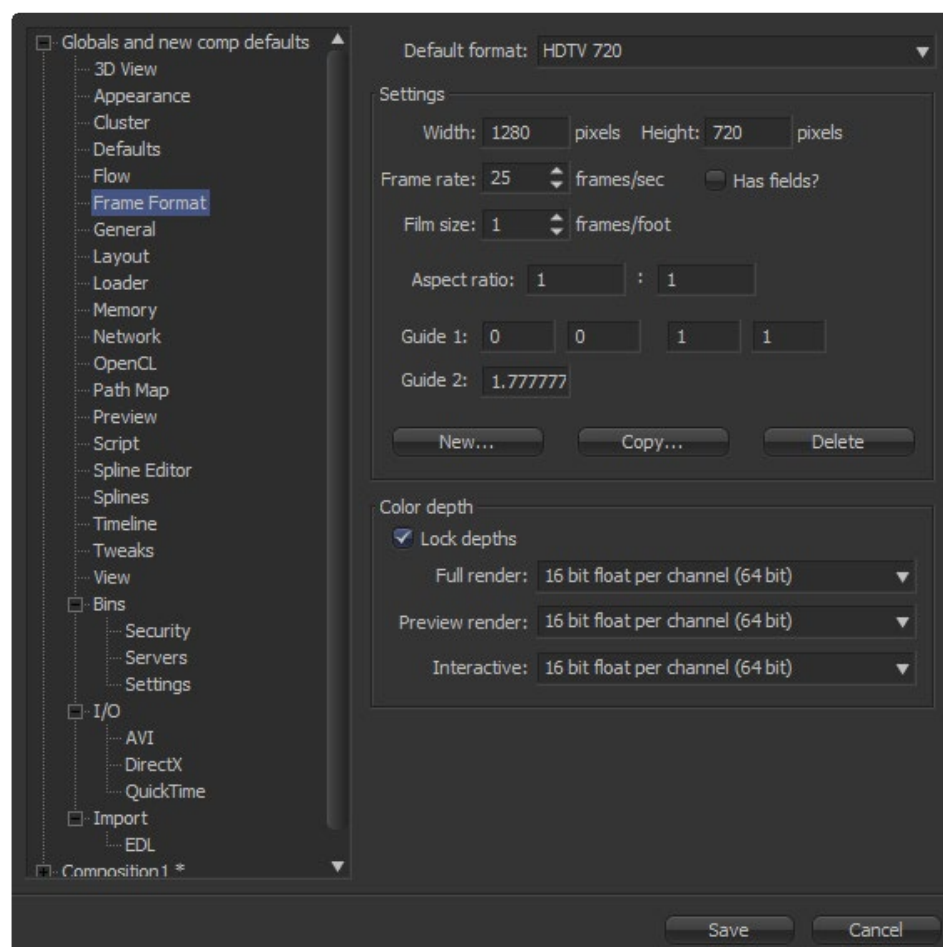 Globals and new comp defaults
3D View
Appearance
Cluster
Defaults
Flow
Frame Format
General
Layout
Loader
Memory
Network
OpenCL
Path Map
Preview
Script
Spline Editor
Splines
Timeline
Tweaks
View
Bins
Security
Servers
Settings
I/O
AVI
DirectX
QuickTime
Import
EDL
Composition1 *
Default format: HDTV 720
Settings
Width: 1280 pixels Height: 720 pixels
Frame rate: 25 frames/sec Has fields?
Film size: 1 frames/foot
Aspect ratio: 1 : 1
Guide 1: 0 0 1 1
Guide 2: 1.777777
New... Copy... Delete
Color depth
Lock depths
Full render: 16 bit float per channel (64 bit)
Preview render: 16 bit float per channel (64 bit)
Interactive: 16 bit float per channel (64 bit)
Save Cancel